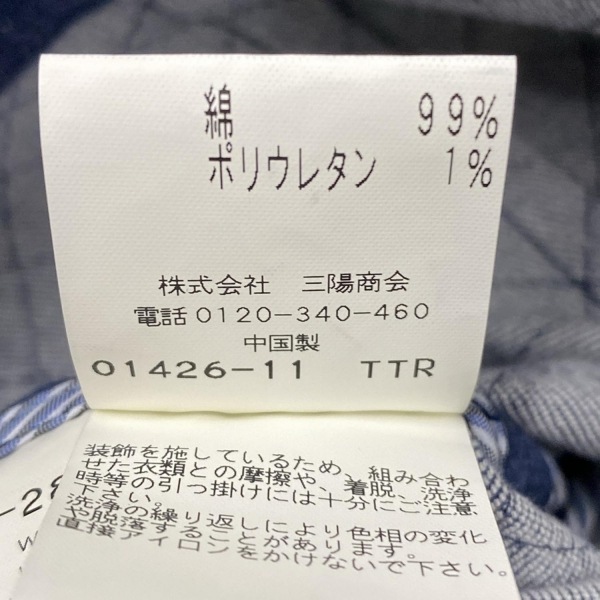 綿 99%
ポリウレタン 1%
株式会社 三陽商会
電話0120-340-460
中国製
01426-11 TTR
装飾を施しているため、組み合わ
せた衣類との摩擦や、着脱、洗浄
時等の引っ掛けには十分にご注意
下さい。
洗浄の繰り返しにより色相の変化
や脱落することがあります。
直接アイロンをかけないで下さい。